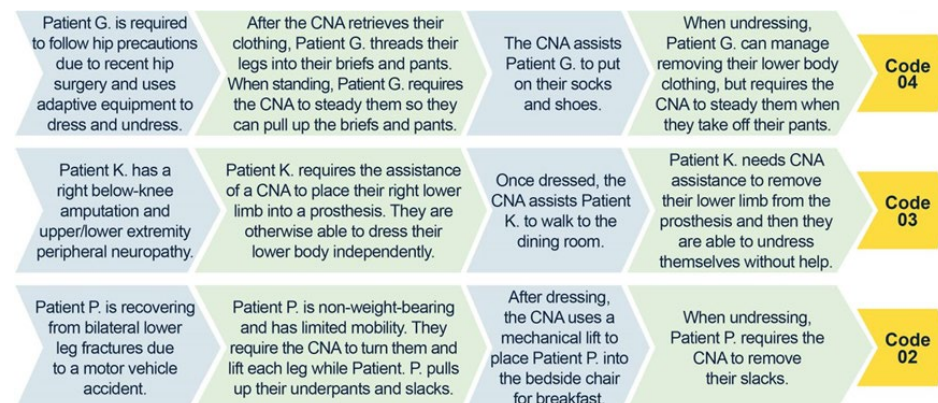 Patient G. is required
to follow hip precautions
due to recent hip
surgery and uses
adaptive equipment to
dress and undress.
After the CNA retrieves their
clothing, Patient G. threads their
legs into their briefs and pants.
When standing, Patient G. requires
the CNA to steady them so they
can pull up the briefs and pants.
The CNA assists
Patient G. to put
on their socks
and shoes.
When undressing,
Patient G. can manage
removing their lower body
clothing, but requires the
CNA to steady them when
they take off their pants.
Code
04
Patient K. has a
right below-knee
amputation and
upper/lower extremity
peripheral neuropathy.
Patient K. requires the assistance
of a CNA to place their right lower
limb into a prosthesis. They are
otherwise able to dress their
lower body independently.
Once dressed, the
CNA assists Patient
K. to walk to the
dining room.
Patient K. needs CNA
assistance to remove
their lower limb from the
prosthesis and then they
are able to undress
themselves without help.
Code
03
Patient P. is recovering
from bilateral lower
leg fractures due
to a motor vehicle
accident.
Patient P. is non-weight-bearing
and has limited mobility. They
require the CNA to turn them and
lift each leg while Patient. P. pulls
up their underpants and slacks.
After dressing,
the CNA uses a
mechanical lift to
place Patient P. into
the bedside chair
for breakfast.
When undressing,
Patient P. requires the
CNA to remove
their slacks.
Code
02